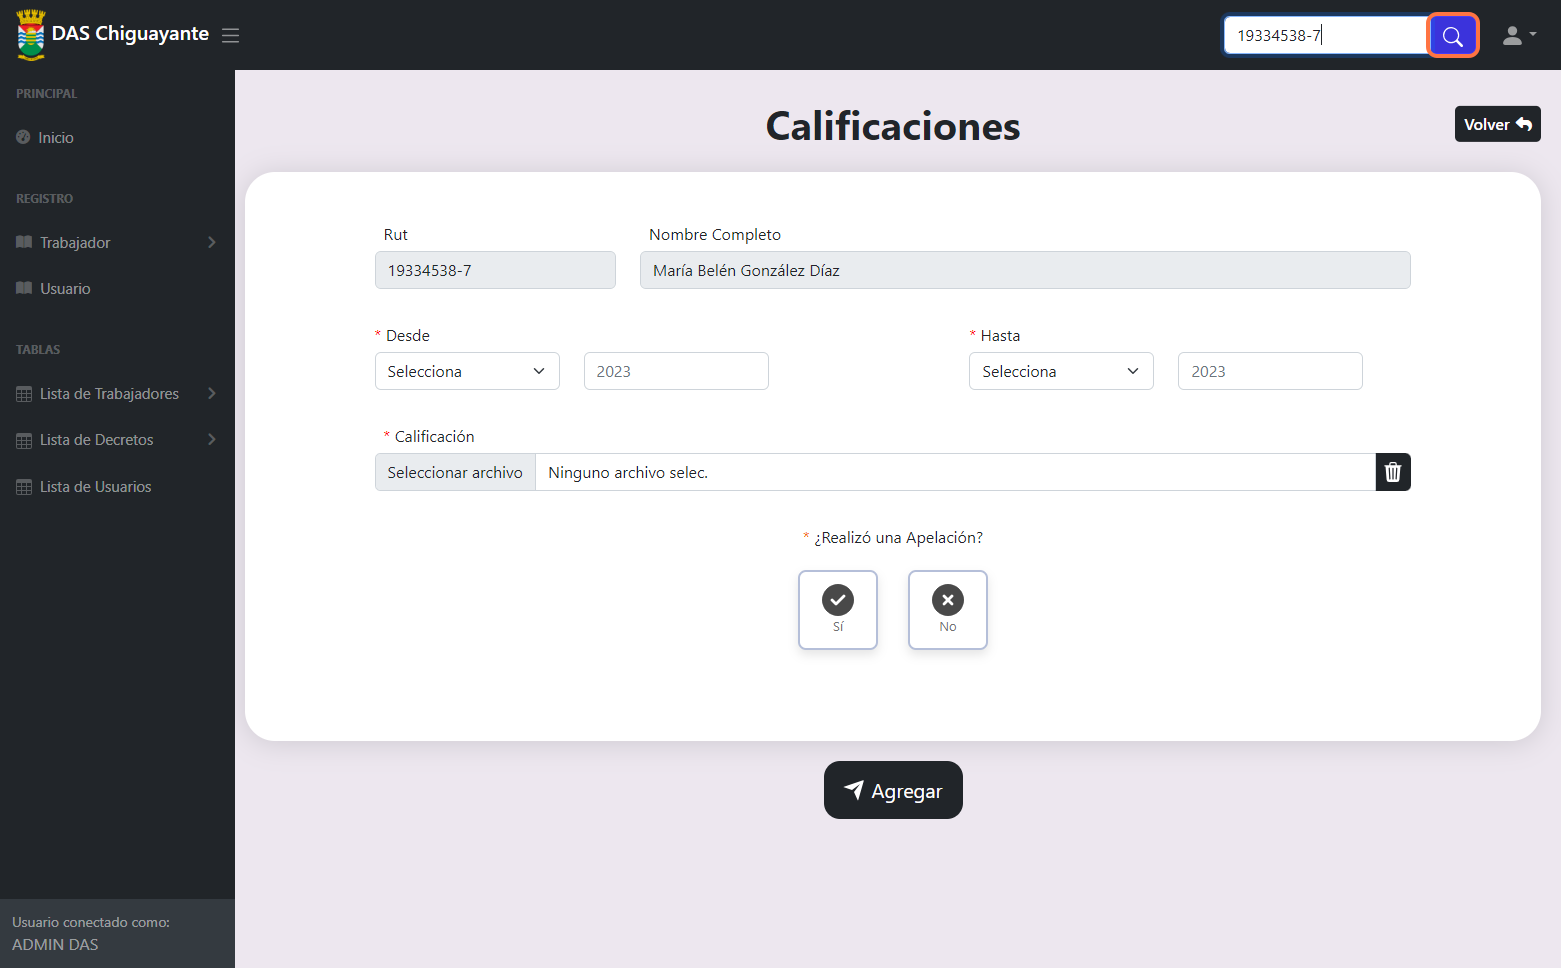 DAS Chiguayante
19334538-7
PRINCIPAL
Inicio
REGISTRO
Trabajador
Usuario
TABLAS
Lista de Trabajadores
Lista de Decretos
Lista de Usuarios
Usuario conectado como:
ADMIN DAS
Calificaciones
Volver
Rut
Nombre Completo
19334538-7
María Belén González Díaz
* Desde
* Hasta
Selecciona
2023
Selecciona
2023
* Calificación
Seleccionar archivo
Ninguno archivo selec.
* ¿Realizó una Apelación?
Sí
No
Agregar